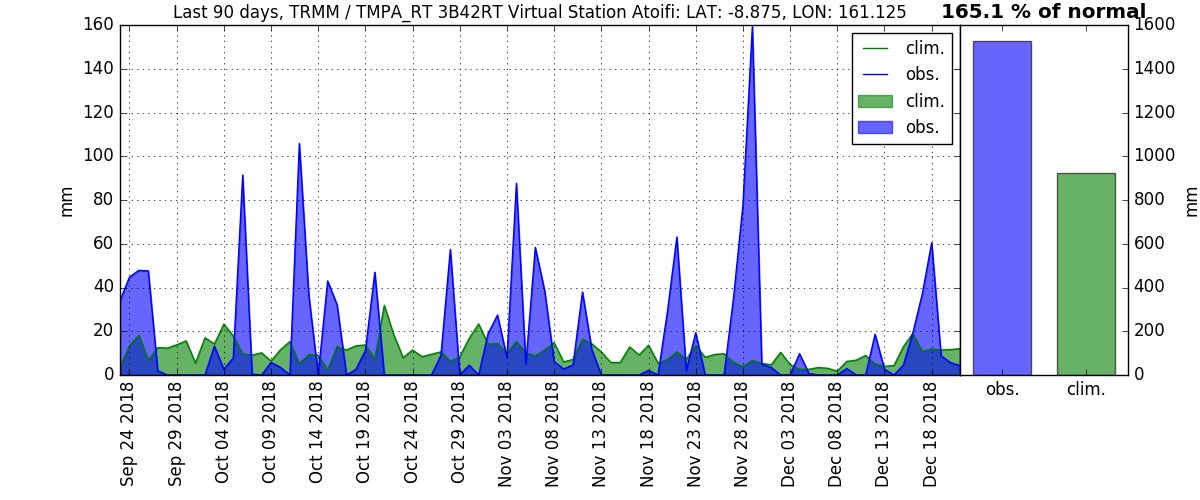 Last 90 days, TRMM / TMPA_RT 3B42RT Virtual Station Atoifi: LAT: -8.875, LON: 161.125
165.1 % of normal
160
140
120
100
80
60
40
20
0
mm
clim.
obs.
clim.
obs.
1600
1400
1200
1000
800
600
400
200
0
mm
obs.
clim.
Sep 24 2018
Sep 29 2018
Oct 04 2018
Oct 09 2018
Oct 14 2018
Oct 19 2018
Oct 24 2018
Oct 29 2018
Nov 03 2018
Nov 08 2018
Nov 13 2018
Nov 18 2018
Nov 23 2018
Nov 28 2018
Dec 03 2018
Dec 08 2018
Dec 13 2018
Dec 18 2018